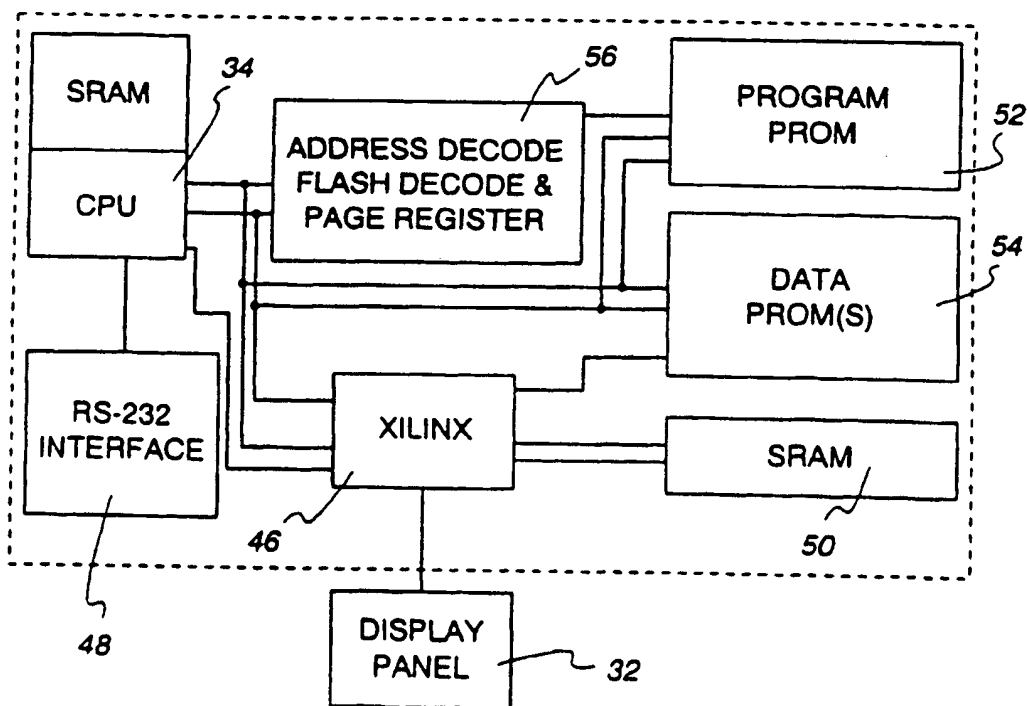 SRAM
34
CPU
56
ADDRESS DECODE
FLASH DECODE &
PAGE REGISTER
PROGRAM
PROM
52
DATA
PROM(S)
54
RS-232
INTERFACE
48
XILINX
46
SRAM
50
DISPLAY
PANEL
32